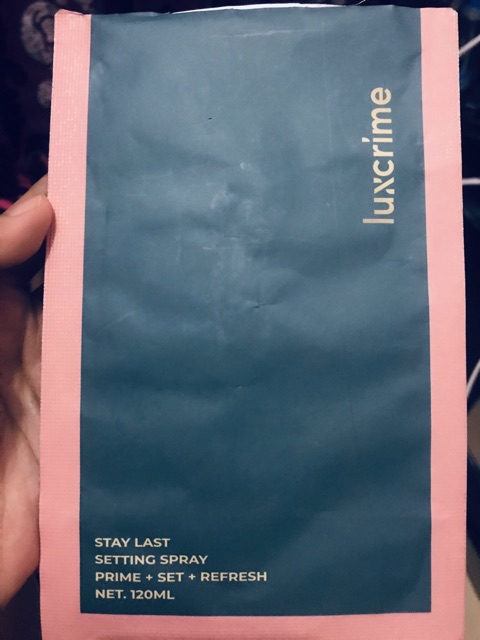 luxcrime
STAY LAST
SETTING SPRAY
PRIME + SET + REFRESH
NET. 120ML